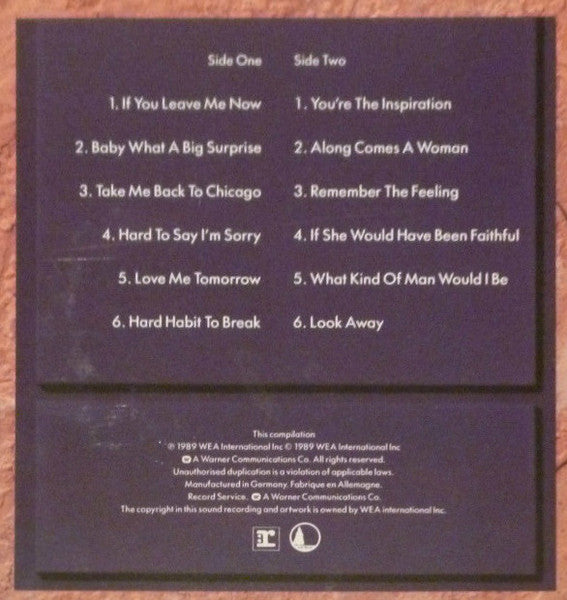 Side One
1. If You Leave Me Now
2. Baby What A Big Surprise
3. Take Me Back To Chicago
4. Hard To Say I'm Sorry
5. Love Me Tomorrow
6. Hard Habit To Break
Side Two
1. You're The Inspiration
2. Along Comes A Woman
3. Remember The Feeling
4. If She Would Have Been Faithful
5. What Kind Of Man Would I Be
6. Look Away
This compilation
℗ 1989 WEA International Inc © 1989 WEA International Inc
A Warner Communications Co. All rights reserved.
Unauthorised duplication is a violation of applicable laws.
Manufactured in Germany. Fabrique en Allemagne.
Record Service. A Warner Communications Co.
The copyright in this sound recording and artwork is owned by WEA international Inc.